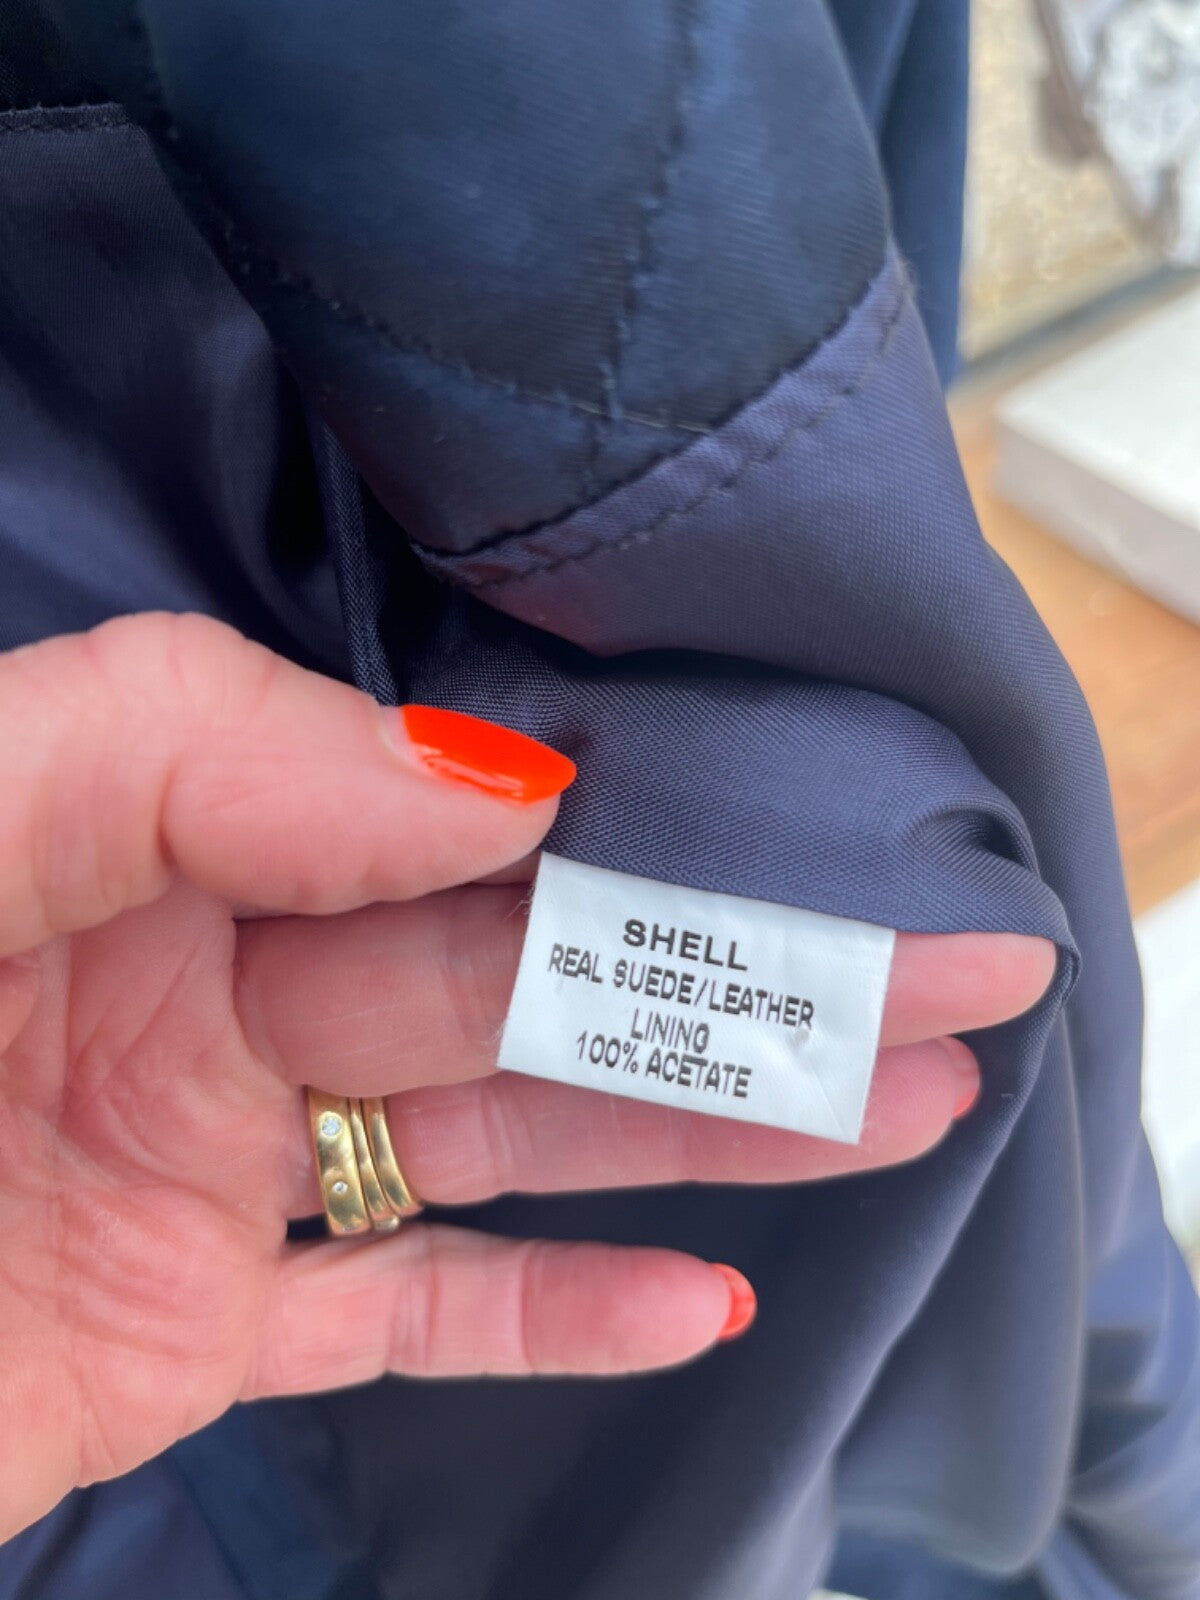 SHELL
REAL SUEDE/LEATHER
LINING
100% ACETATE